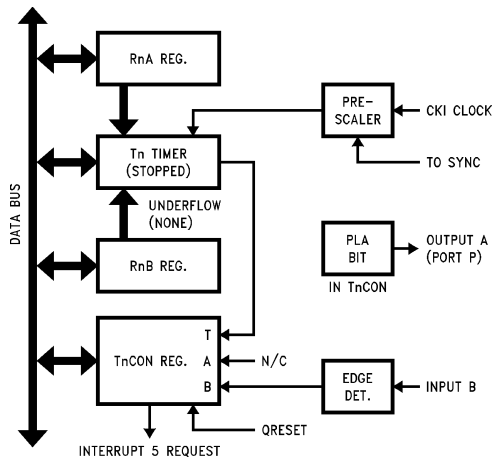 RnA REG.
PRE-
SCALER
CKI CLOCK
Tn TIMER
(STOPPED)
TO SYNC
UNDERFLOW
(NONE)
DATA BUS
RnB REG.
PLA
BIT
OUTPUT A
(PORT P)
IN TnCON
T
TnCON REG.
A
N/C
B
EDGE
DET.
INPUT B
QRESET
INTERRUPT 5 REQUEST